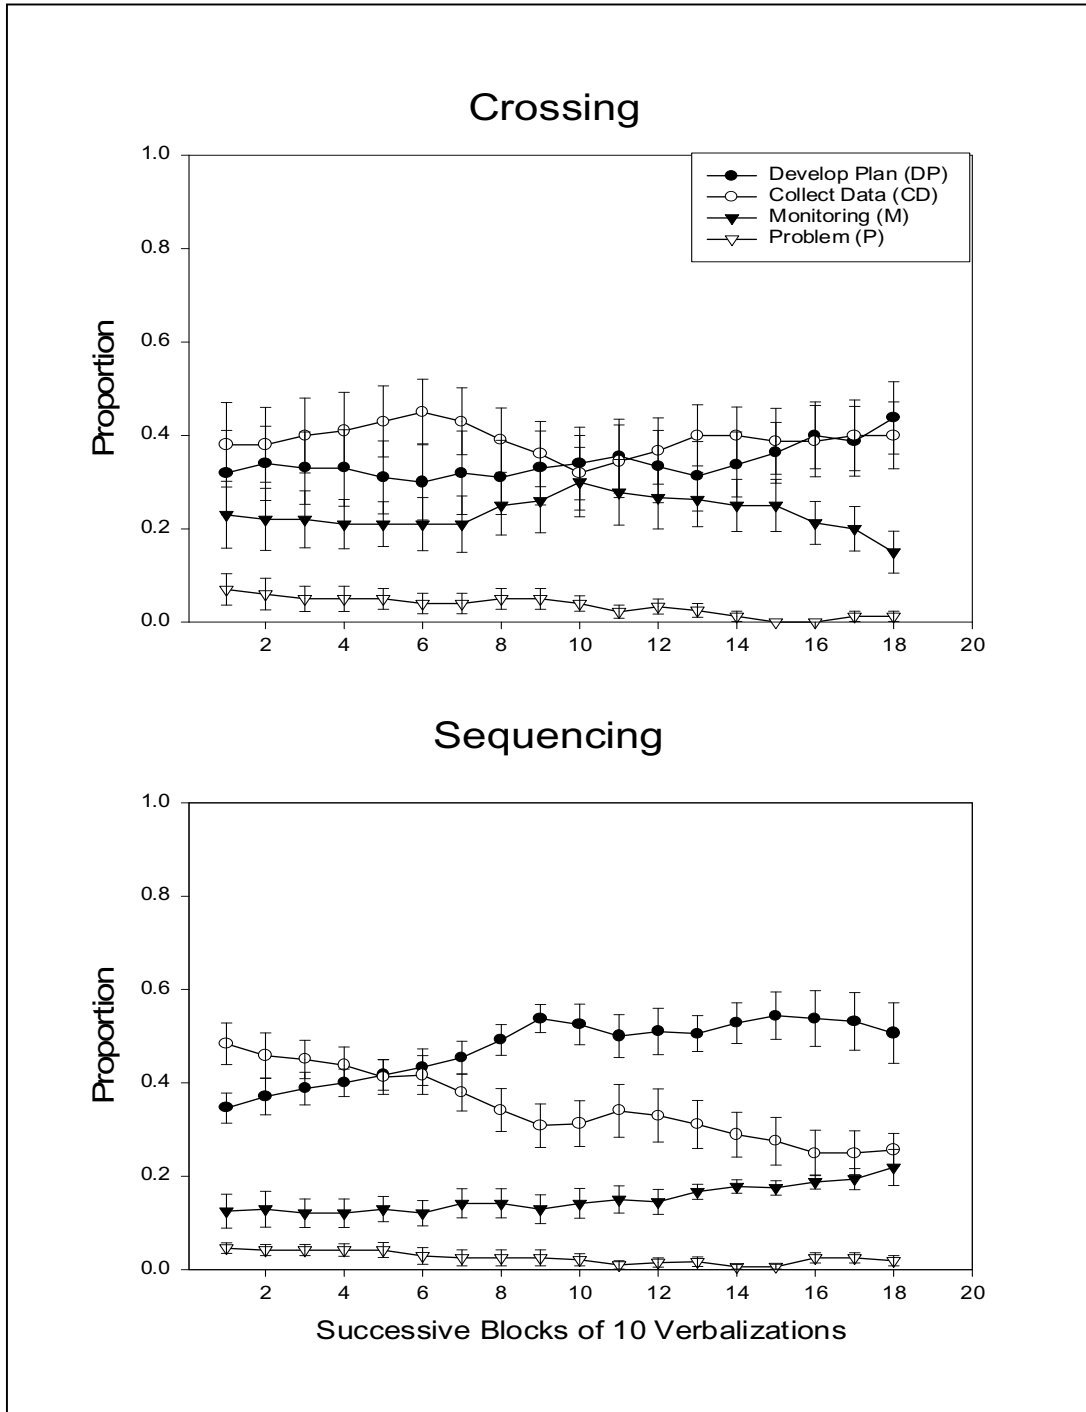 Crossing
1.0
0.8
0.6
0.4
0.2
0.0
Proportion
Develop Plan (DP)
Collect Data (CD)
Monitoring (M)
Problem (P)
2 4 6 8 10 12 14 16 18 20
Sequencing
1.0
0.8
0.6
0.4
0.2
0.0
Proportion
2 4 6 8 10 12 14 16 18 20
Successive Blocks of 10 Verbalizations